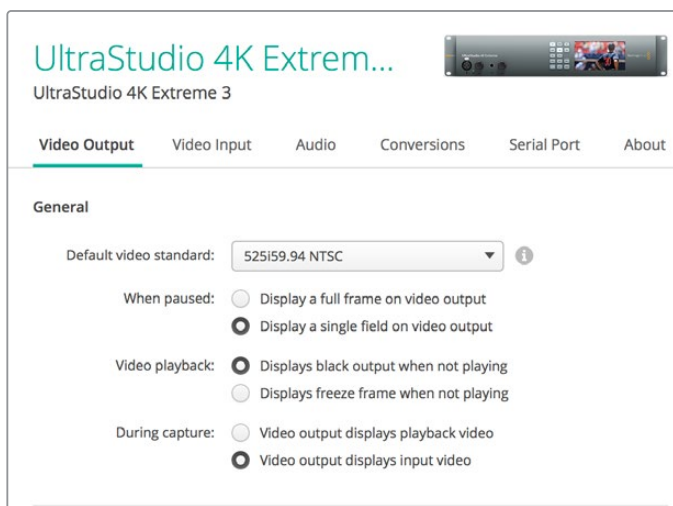 UltraStudio 4K Extrem...
UltraStudio 4K Extreme 3
Video Output Video Input Audio Conversions Serial Port About
General
Default video standard: 525i59.94 NTSC
When paused: Display a full frame on video output
Display a single field on video output
Video playback: Displays black output when not playing
Displays freeze frame when not playing
During capture: Video output displays playback video
Video output displays input video